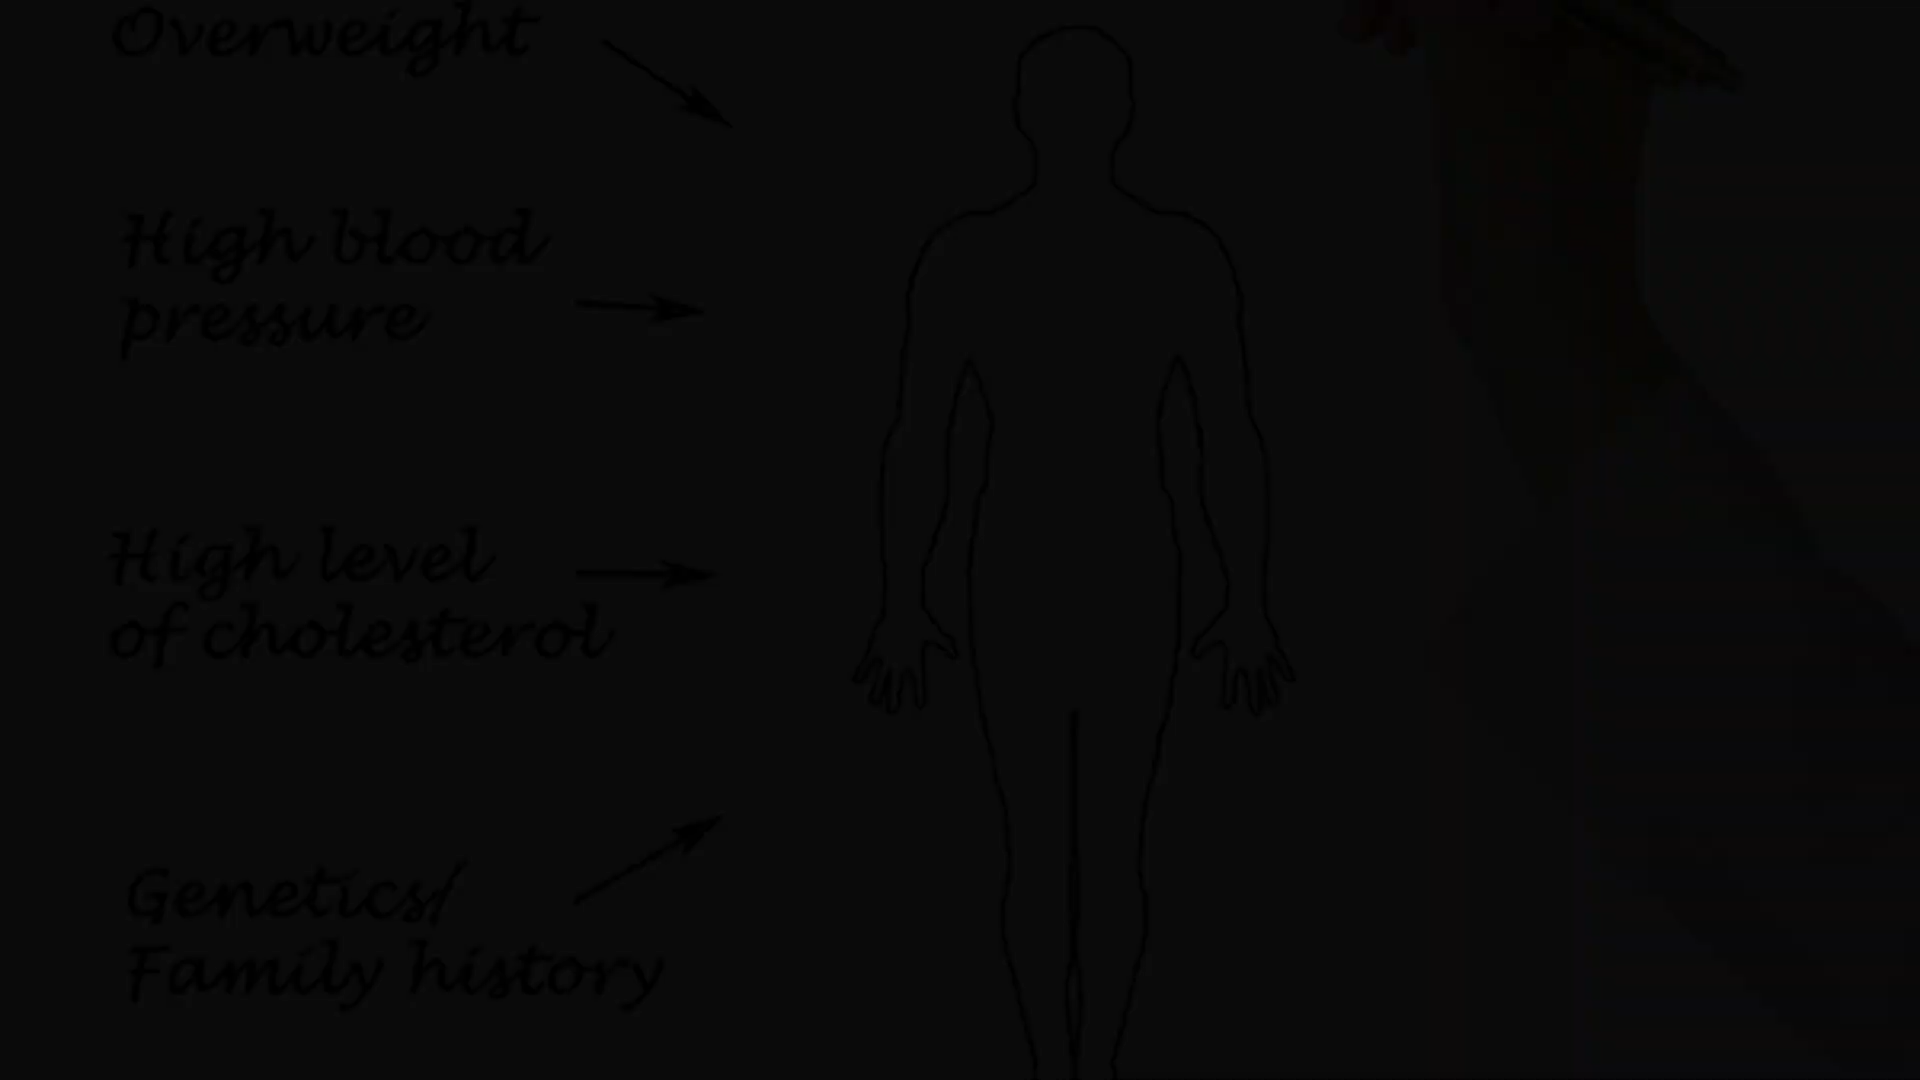 Overweight
High blood
pressure
High level
of cholesterol
Genetics/
Family history